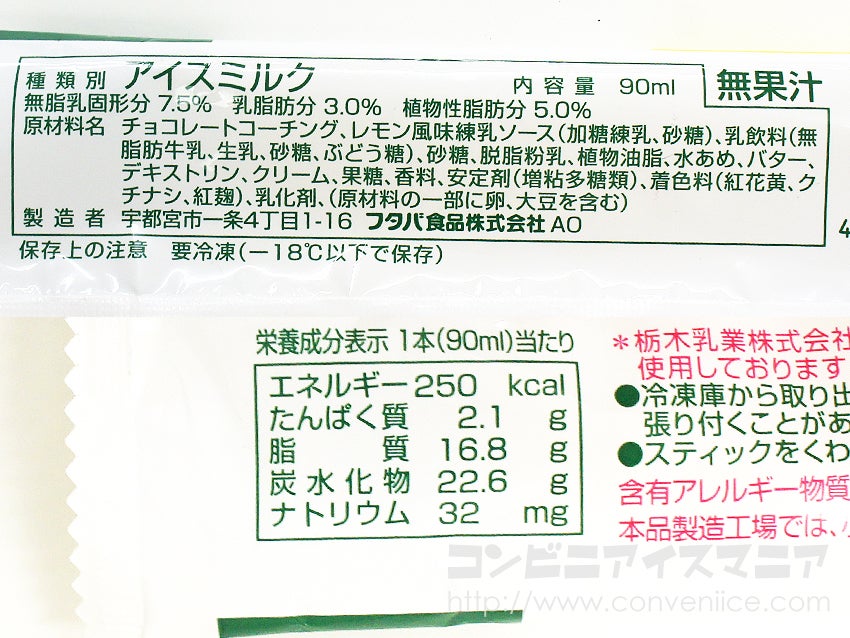 種類別 アイスミルク 内容量 90ml 無果汁
無脂乳固形分 7.5% 乳脂肪分 3.0% 植物性脂肪分 5.0%
原材料名 チョコレートコーチング、レモン風味練乳ソース(加糖練乳、砂糖)、乳飲料(無
脂肪牛乳、生乳、砂糖、ぶどう糖)、砂糖、脱脂粉乳、植物油脂、水あめ、バター、
デキストリン、クリーム、果糖、香料、安定剤(増粘多糖類)、着色料(紅花黄、ク
チナシ、紅麹)、乳化剤、(原材料の一部に卵、大豆を含む)
製造者 宇都宮市一条4丁目1-16 フタバ食品株式会社 AO
保存上の注意 要冷凍(-18℃以下で保存)
栄養成分表示 1本(90ml)当たり
エネルギー 250 kcal
たんぱく質 2.1 g
脂質 16.8 g
炭水化物 22.6 g
ナトリウム 32 mg
*栃木乳業株式会社
使用しております
●冷凍庫から取り出
張り付くことがあ
●スティックをくわ
含有アレルギー物質
本品製造工場では、
コンビニアイスマニア
http://www.conveniice.com/